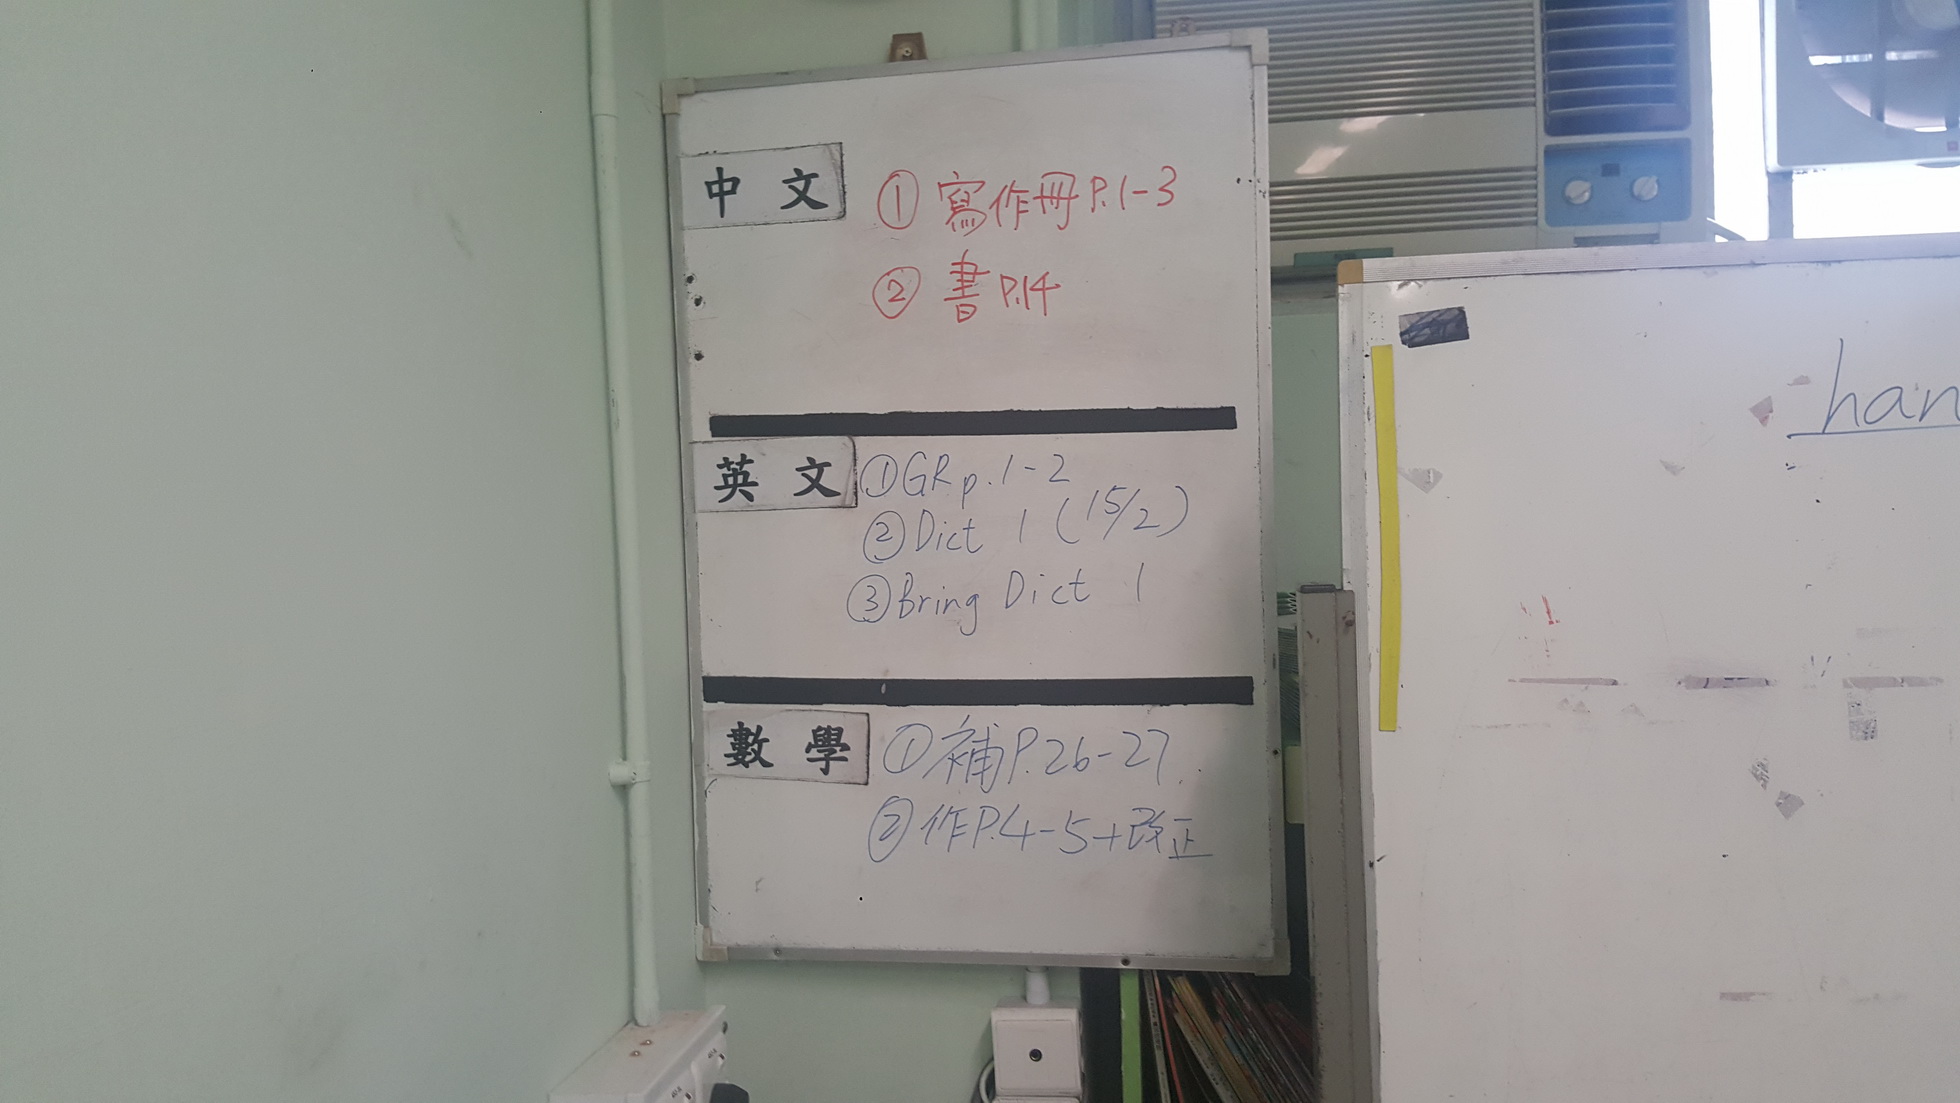 中文 ① 寫作冊 P.1-3
② 書 P.14
英文 ① GR p.1-2
② Dict 1 (15/2)
③ Bring Dict 1
數學 ① 補 P.26-27
② 作 P.4-5+改正
han